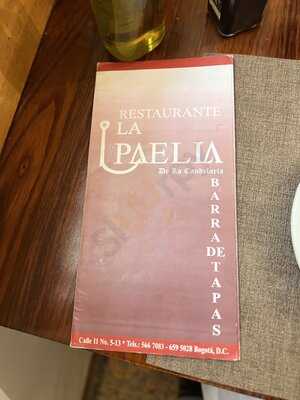 RESTAURANTE
LA
PAELLA
De La Candelaria
BARRA DE TAPAS
Calle 11 No. 5-13 * Tels.: 566 7083 - 659 5028 Bogotá, D.C.